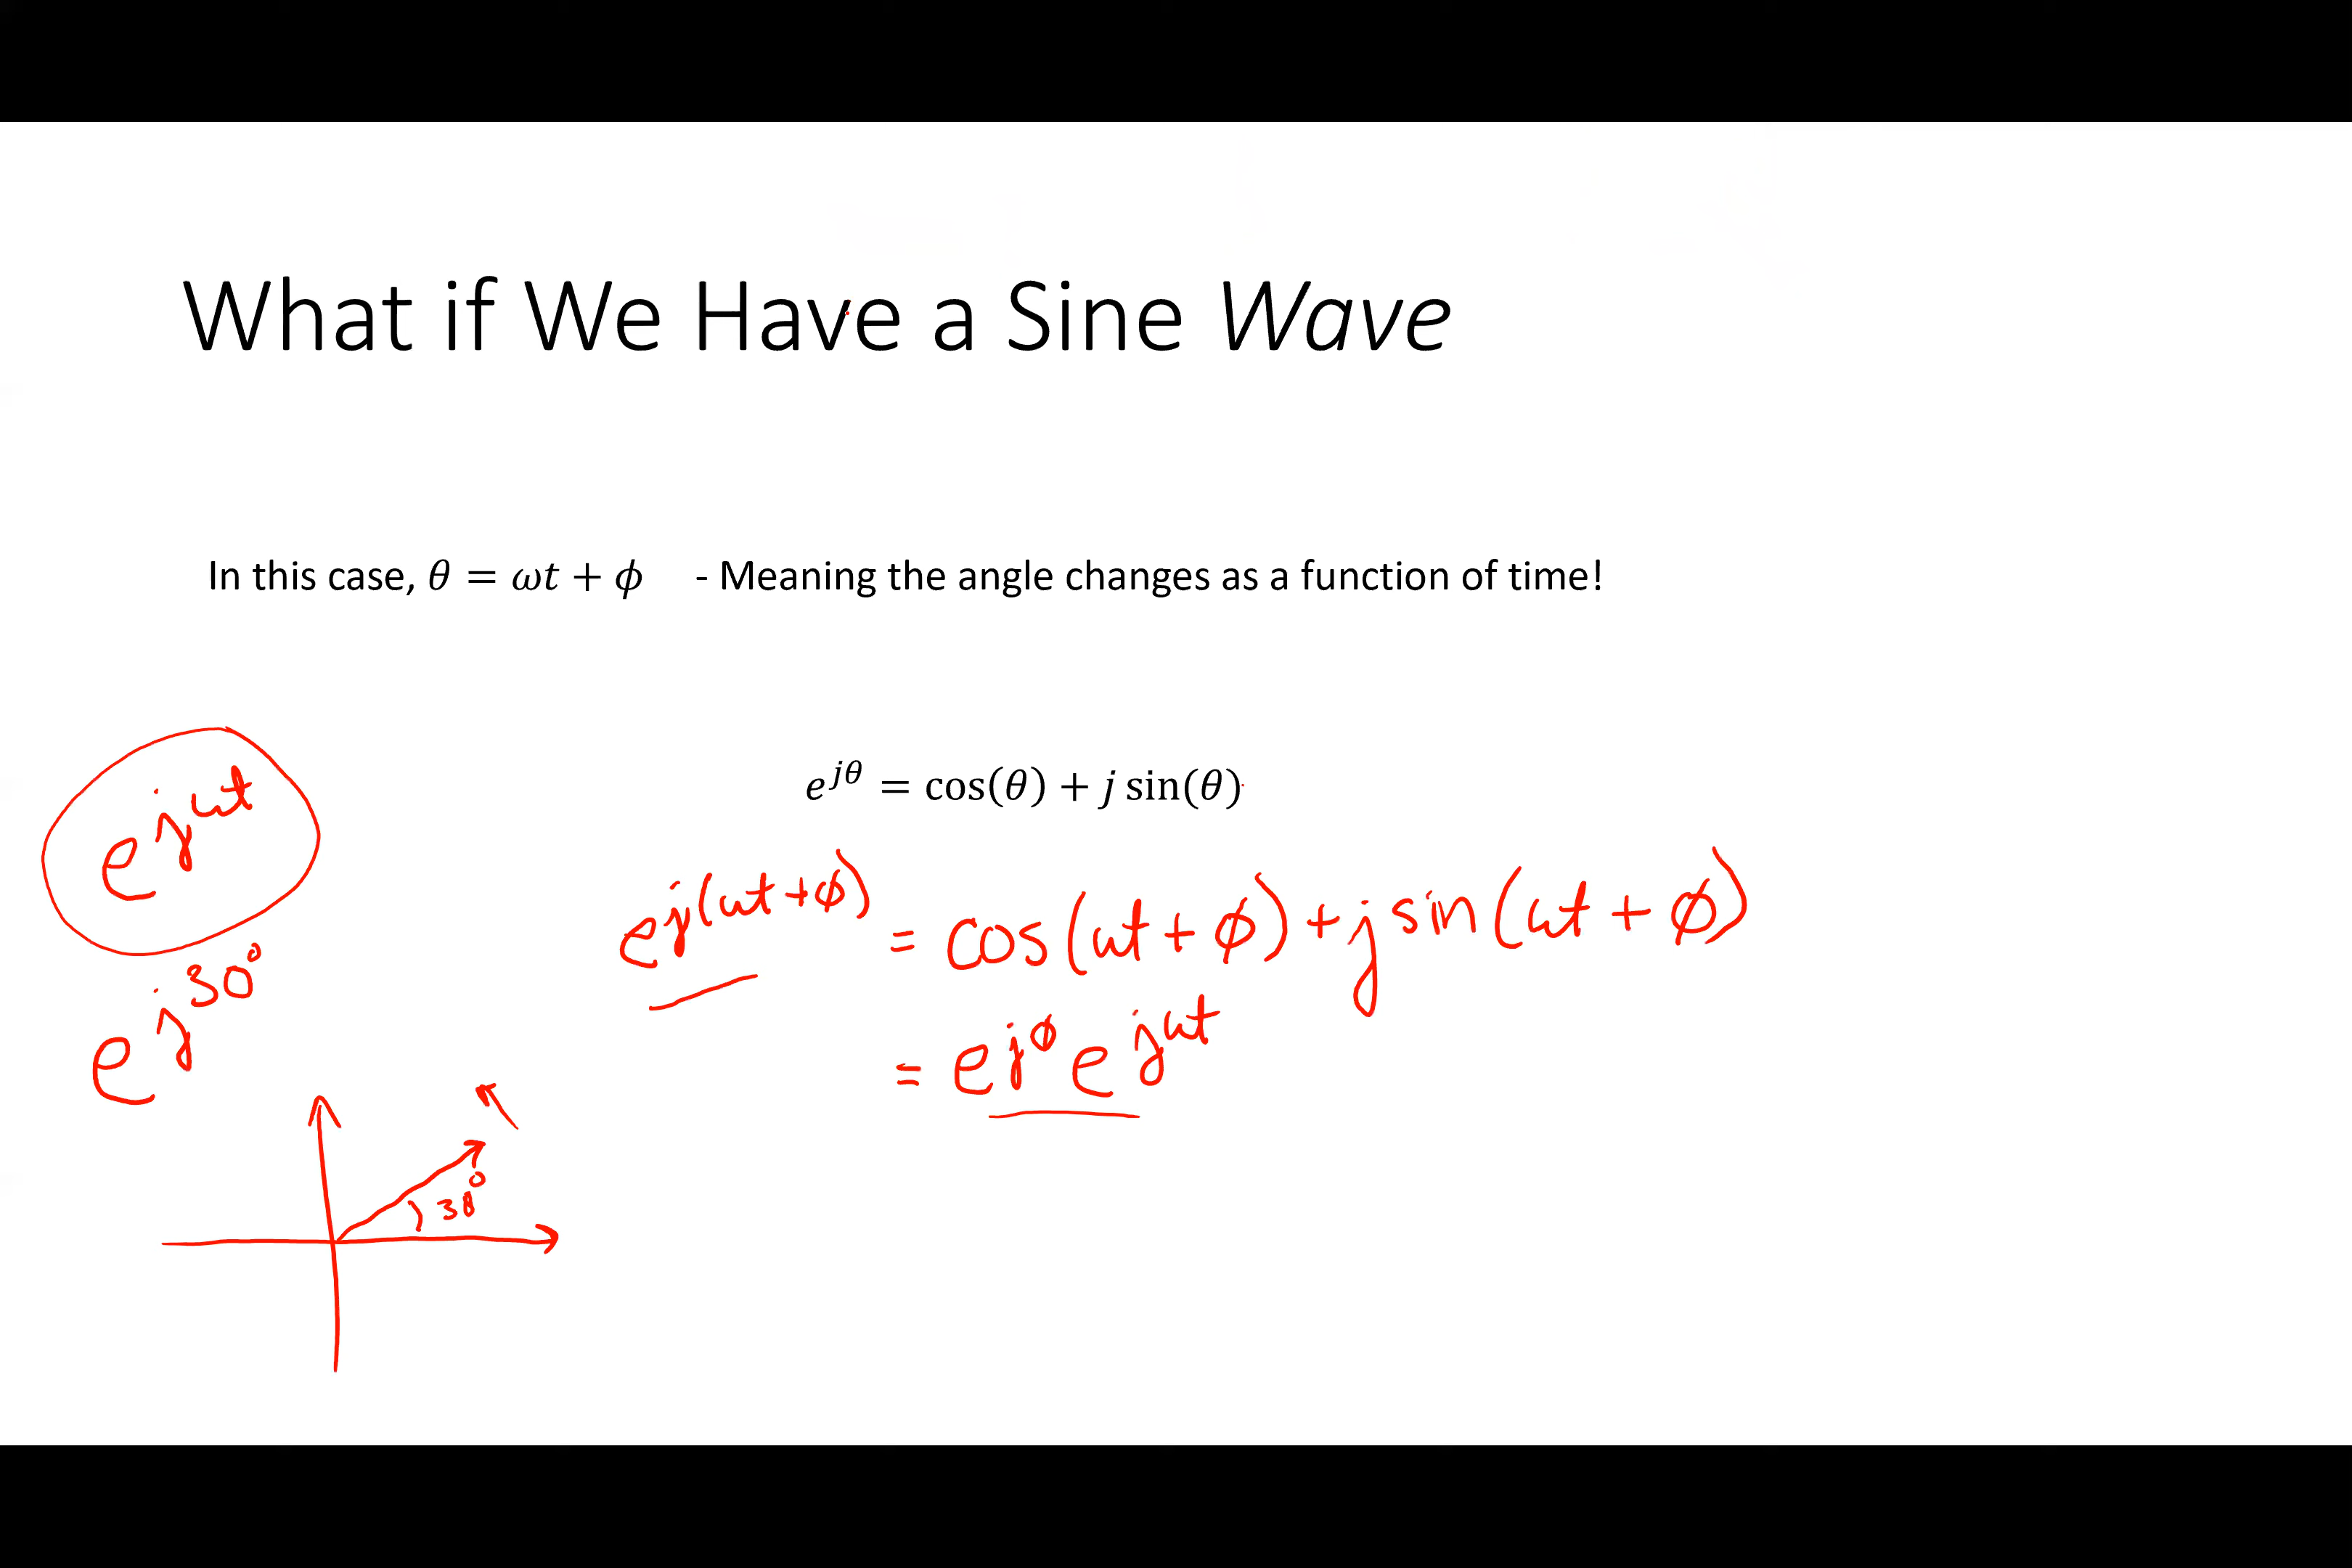 What if We Have a Sine Wave
In this case, θ = ωt + ϕ - Meaning the angle changes as a function of time!
e^{jθ} = cos(θ) + j sin(θ)
e^{jωt}
e^{j(ωt+ϕ)} = cos(ωt + ϕ) + j sin(ωt + ϕ)
e^{j30°}
= e^{jϕ} e^{jωt}
30°